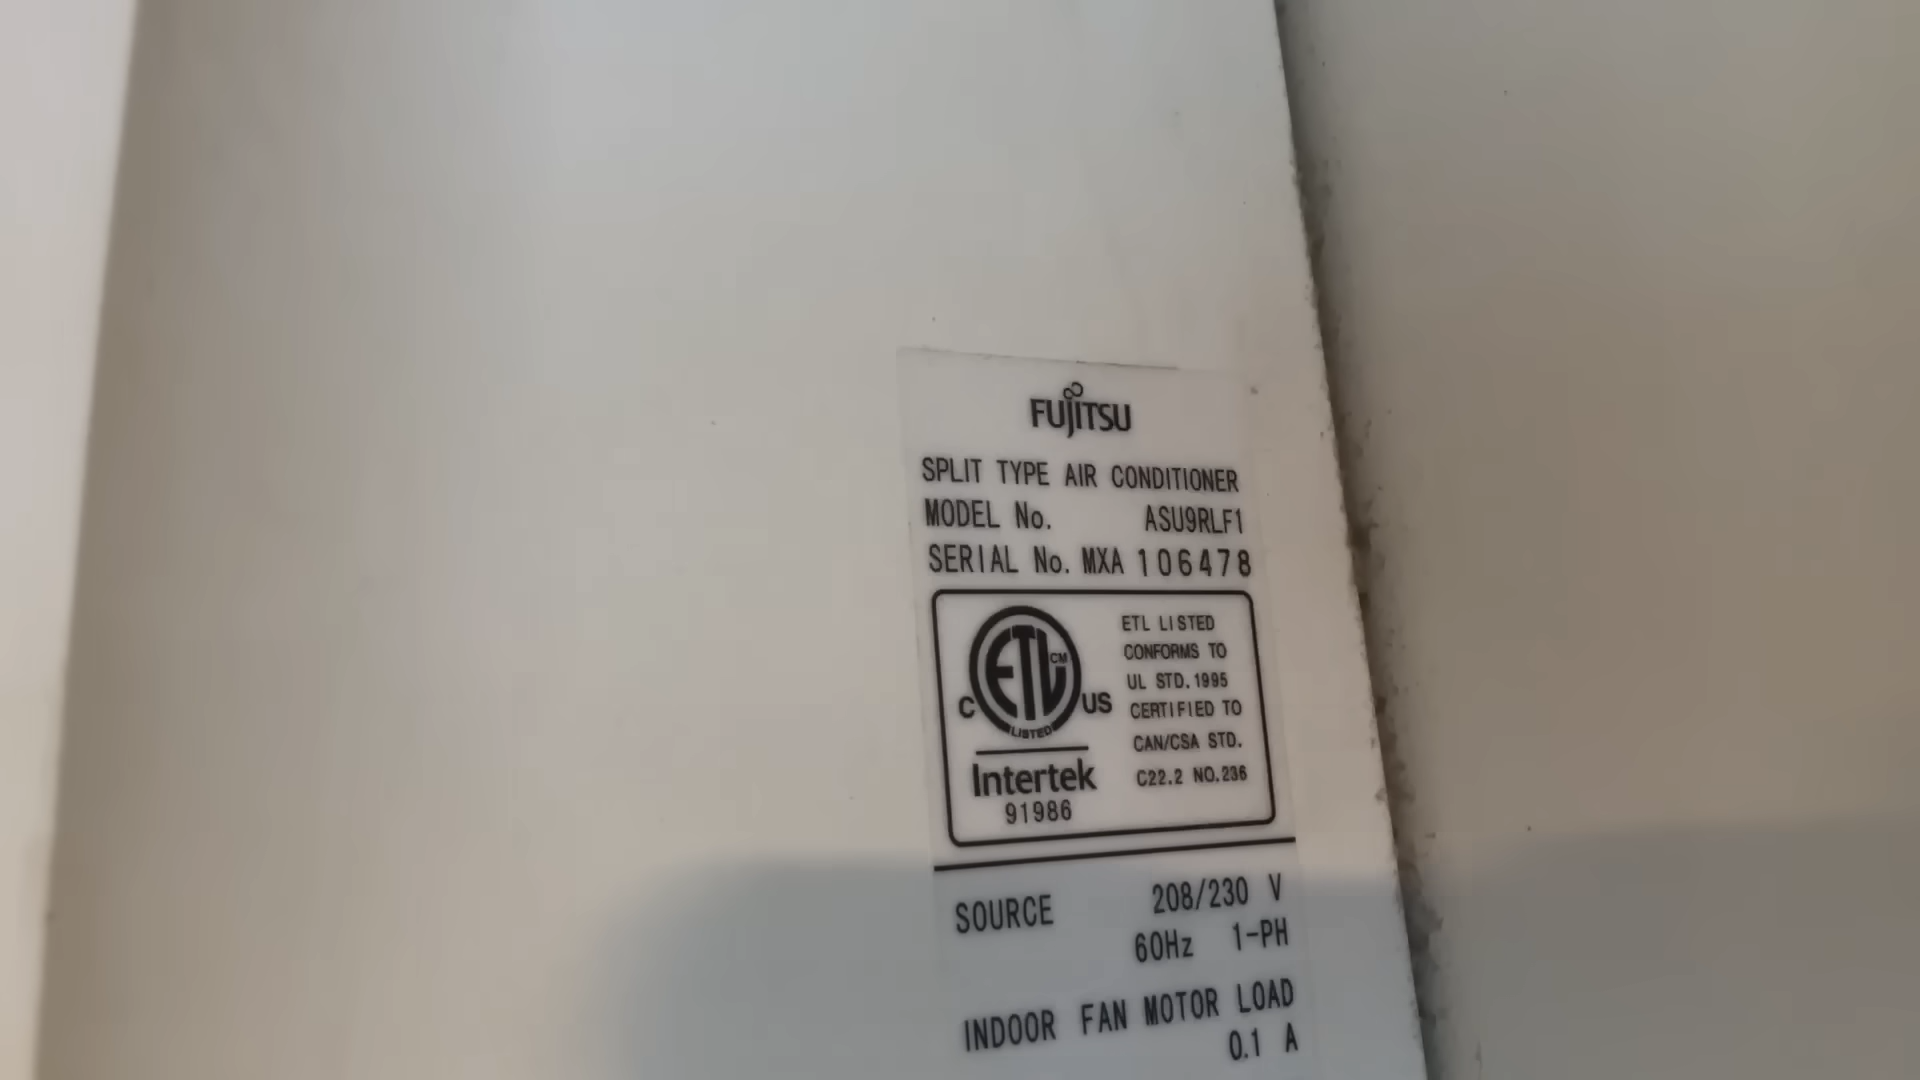 FUJITSU
SPLIT TYPE AIR CONDITIONER
MODEL No. ASU9RLF1
SERIAL No. MXA 106478
ETL CM
C US
LISTED
Intertek
91986
ETL LISTED
CONFORMS TO
UL STD. 1995
CERTIFIED TO
CAN/CSA STD.
C22.2 NO. 236
SOURCE 208/230 V
60Hz 1-PH
INDOOR FAN MOTOR LOAD
0.1 A